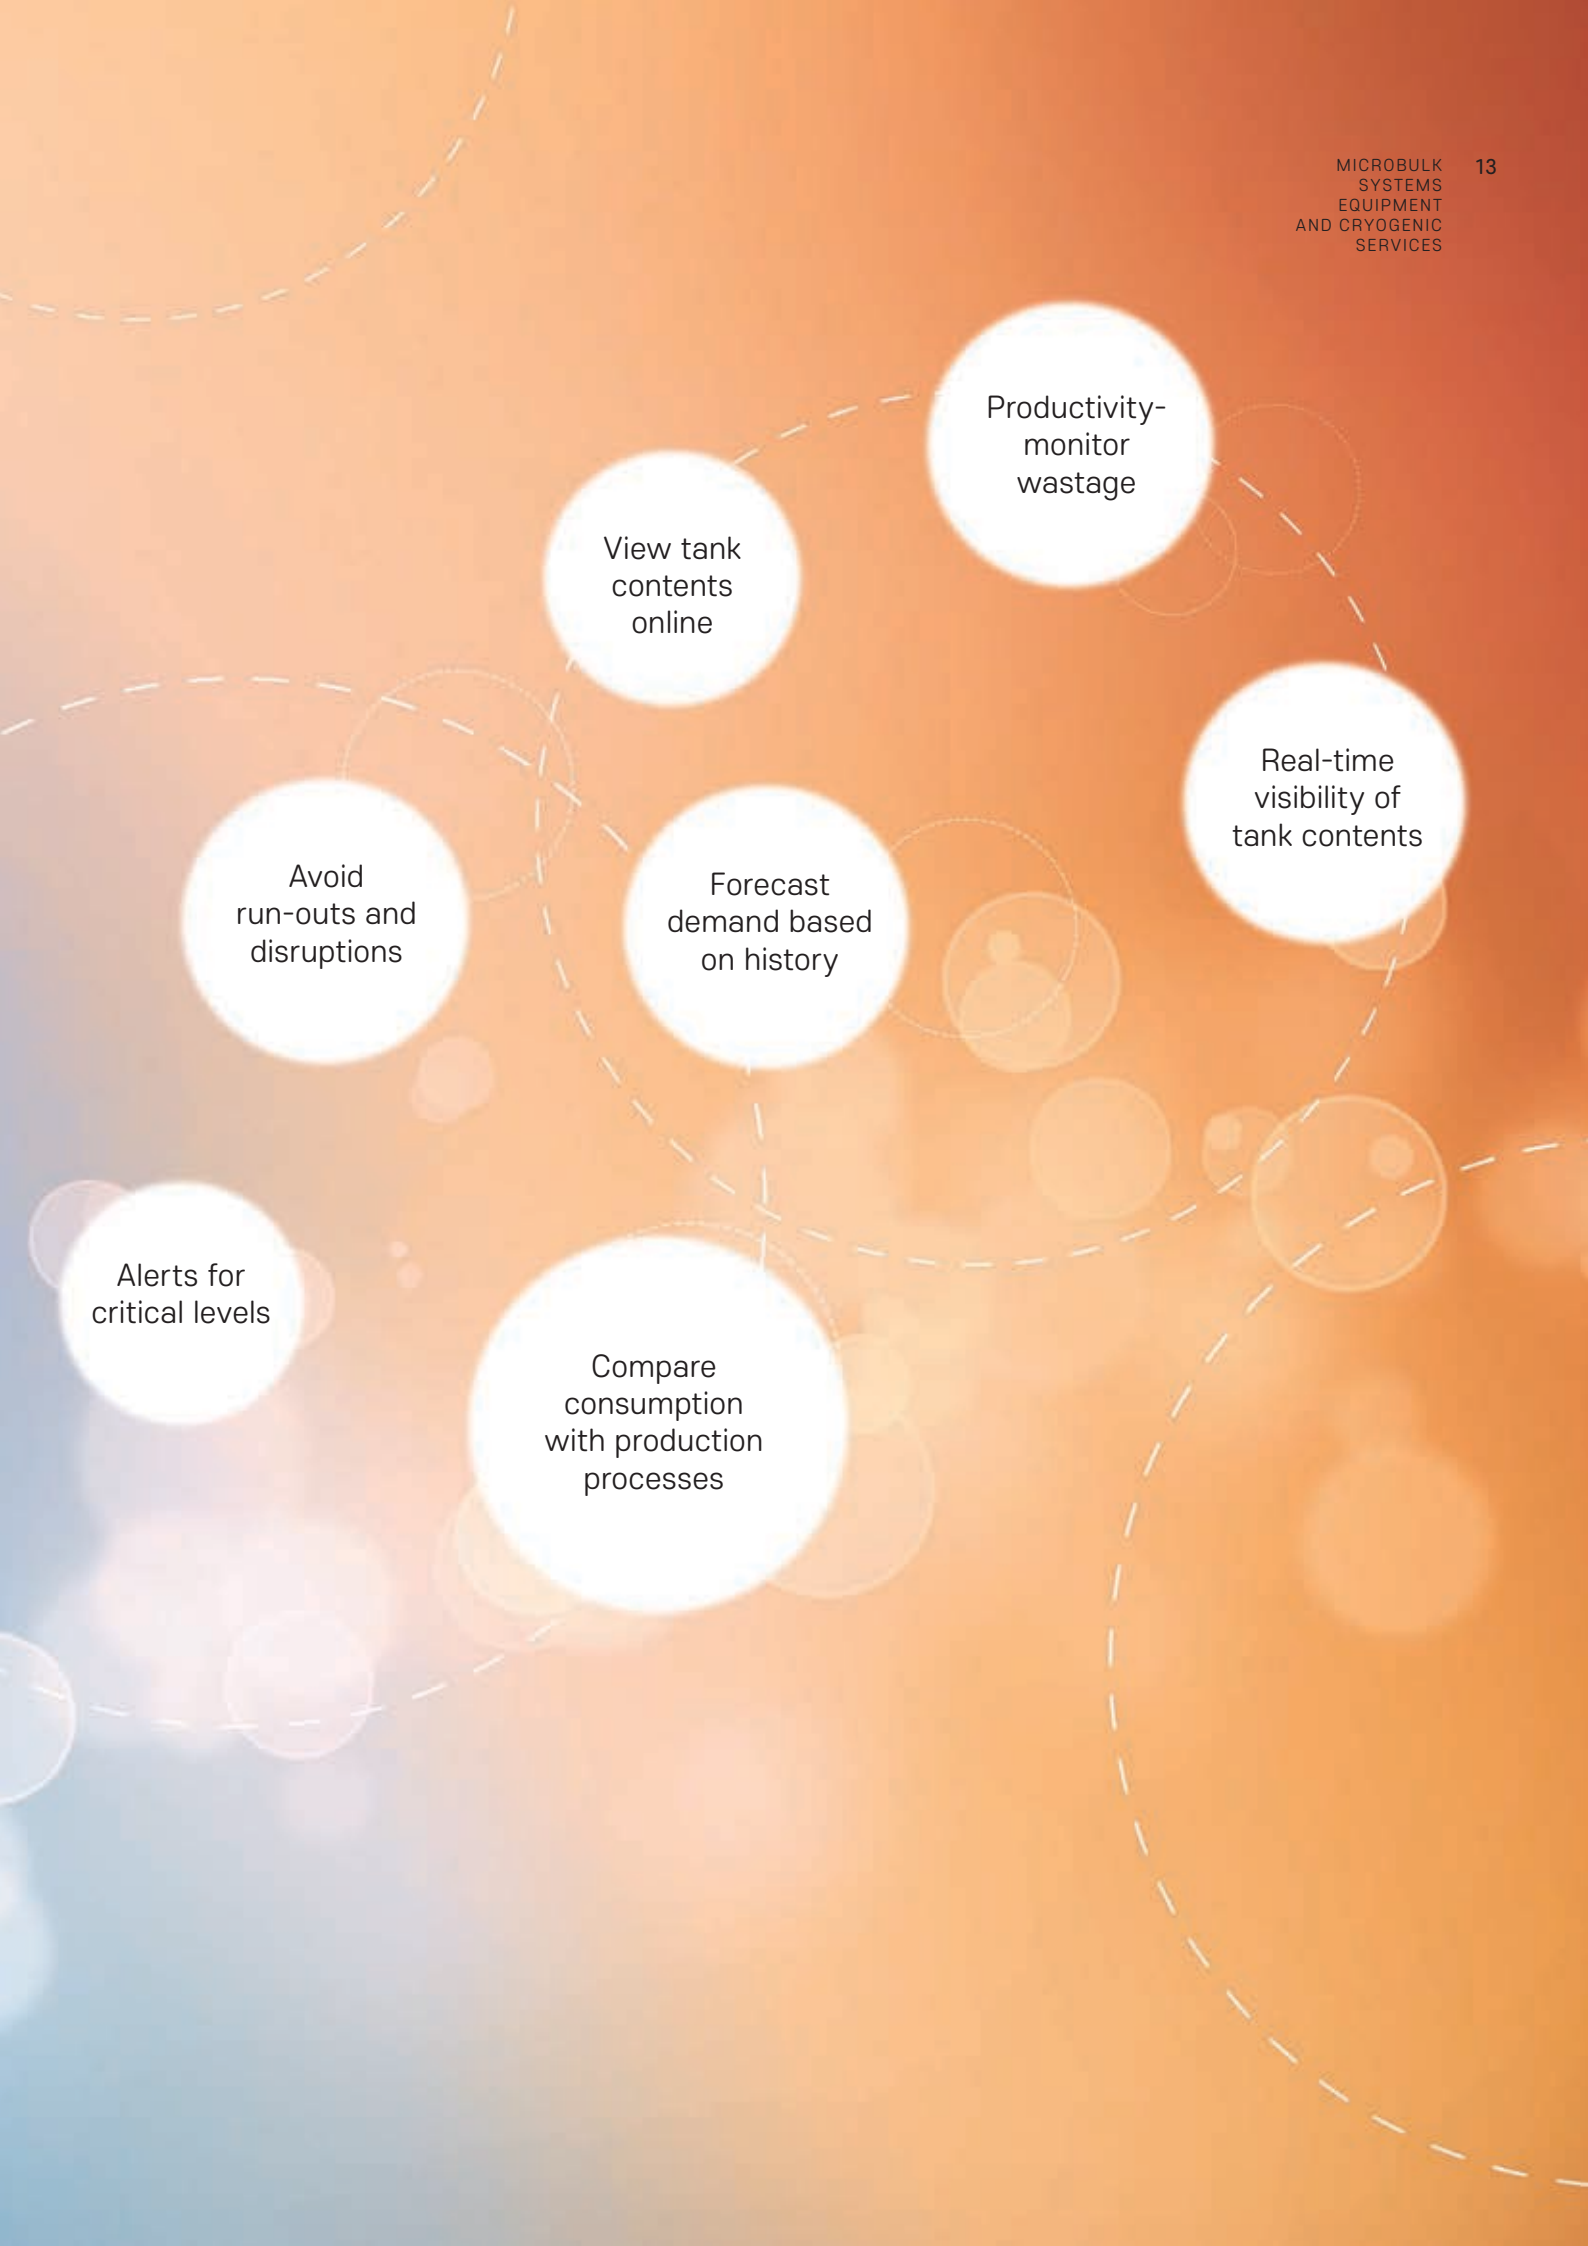 MICROBULK
SYSTEMS
EQUIPMENT
AND CRYOGENIC
SERVICES
13
Productivity-
monitor
wastage
View tank
contents
online
Real-time
visibility of
tank contents
Avoid
run-outs and
disruptions
Forecast
demand based
on history
Alerts for
critical levels
Compare
consumption
with production
processes